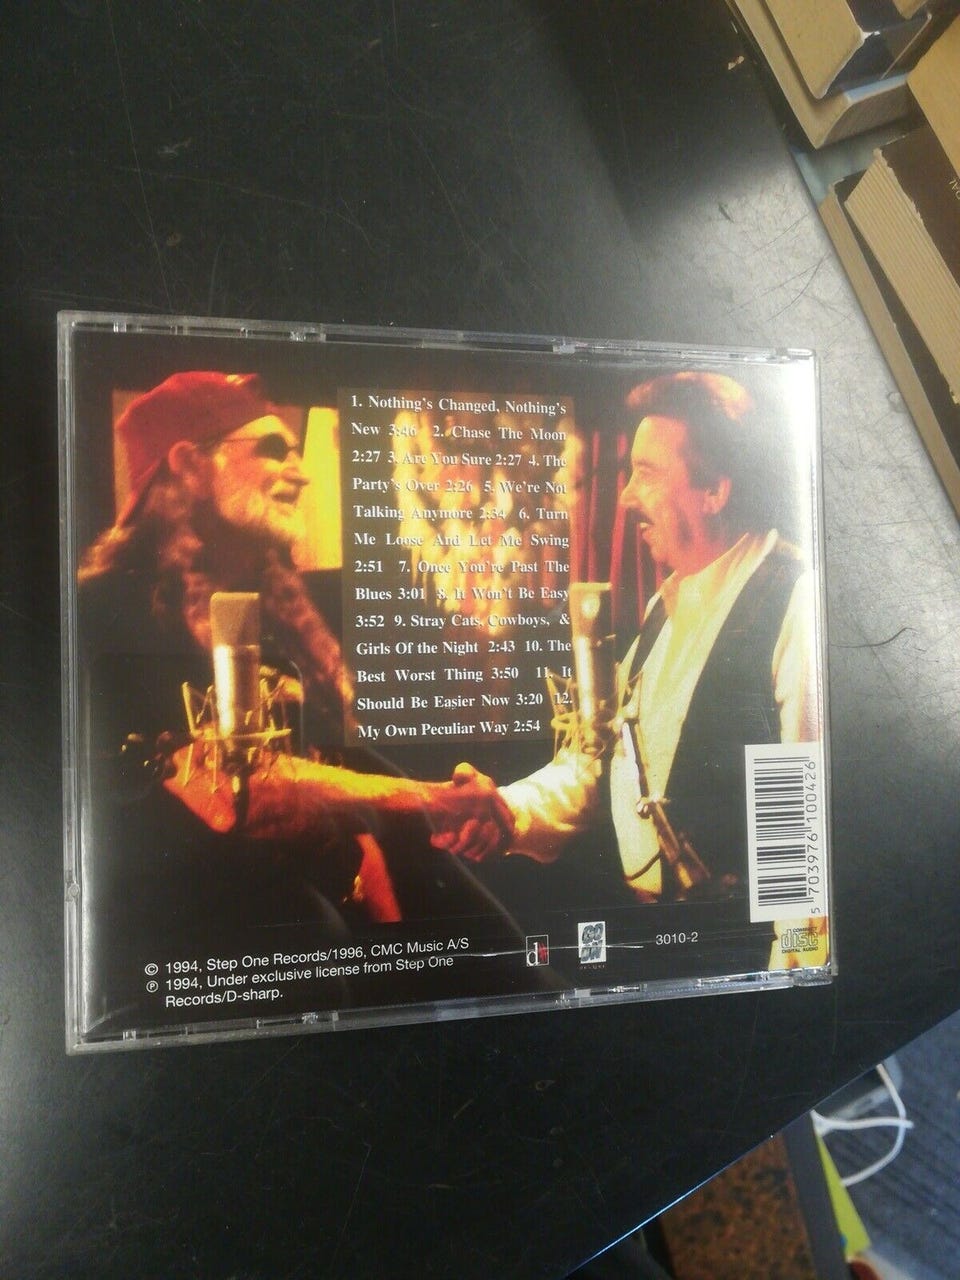 1. Nothing's Changed, Nothing's
New 3:46 2. Chase The Moon
2:27 3. Are You Sure 2:27 4. The
Party's Over 2:26 5. We're Not
Talking Anymore 2:34 6. Turn
Me Loose And Let Me Swing
2:51 7. Once You're Past The
Blues 3:01 8. It Won't Be Easy
3:52 9. Stray Cats, Cowboys, &
Girls Of the Night 2:43 10. The
Best Worst Thing 3:50 11. It
Should Be Easier Now 3:20 12.
My Own Peculiar Way 2:54
5 703976 100426
© 1994, Step One Records/1996, CMC Music A/S
℗ 1994, Under exclusive license from Step One
Records/D-sharp.
3010-2
COMPACT
disc
DIGITAL AUDIO